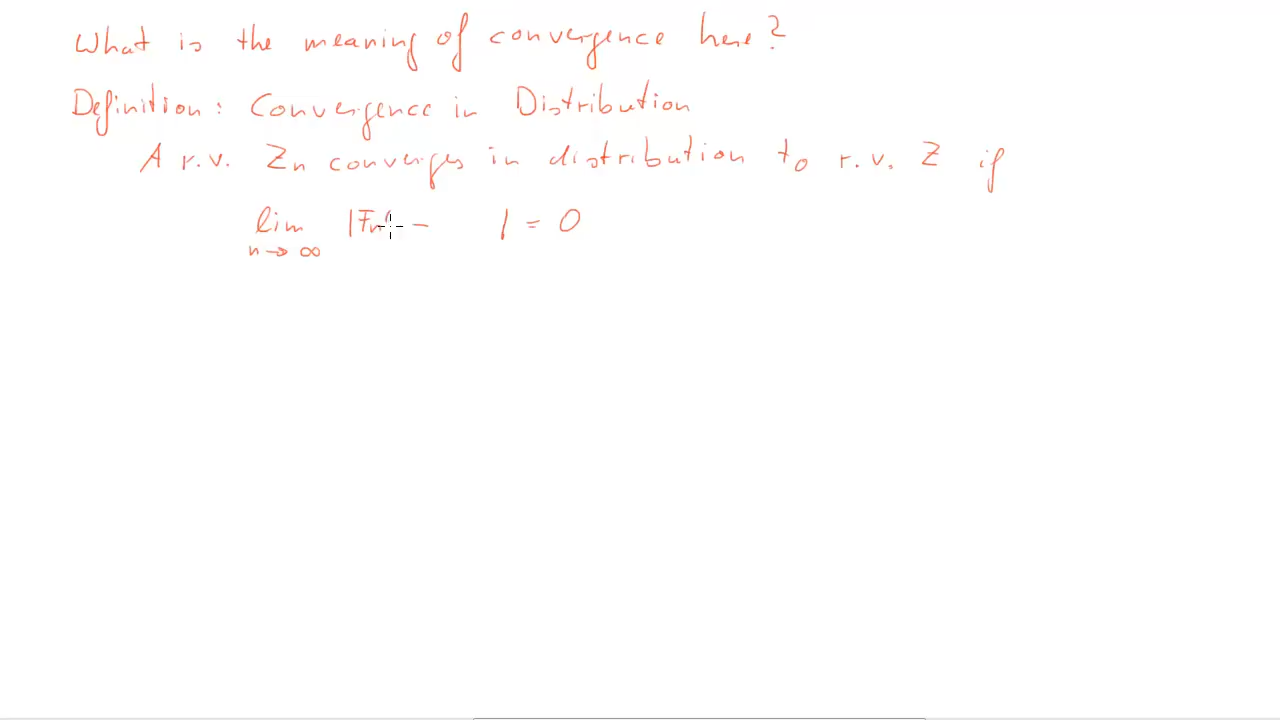 What is the meaning of convergence here?
Definition: Convergence in Distribution
A r.v. Zn converges in distribution to r.v. Z if
lim |Fn - | = 0
n → ∞